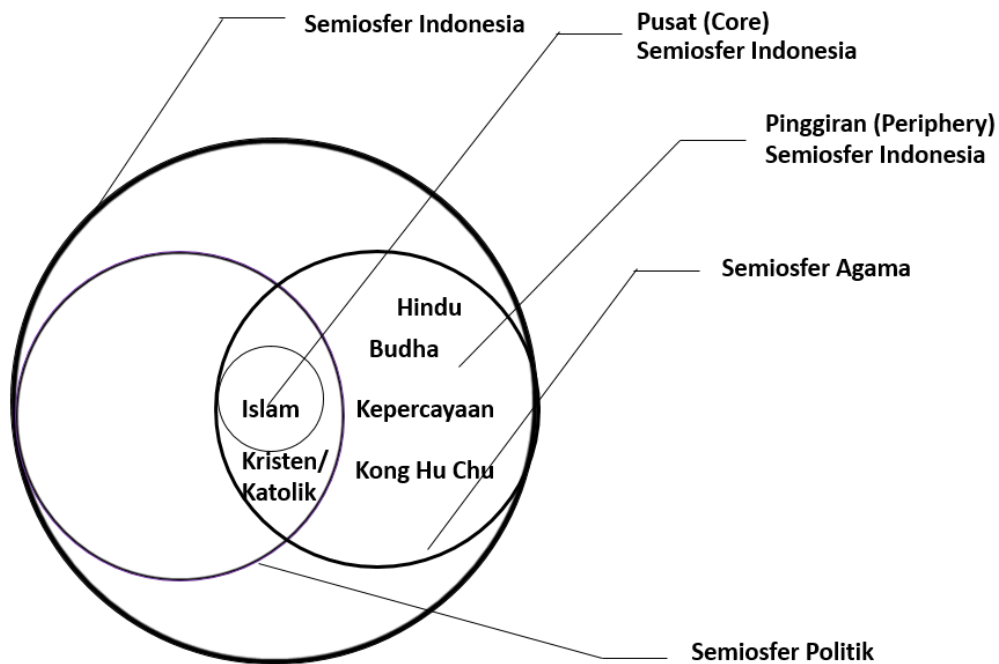 Semiosfer Indonesia
Pusat (Core)
Semiosfer Indonesia
Pinggiran (Periphery)
Semiosfer Indonesia
Semiosfer Agama
Hindu
Budha
Islam
Kepercayaan
Kristen/
Katolik
Kong Hu Chu
Semiosfer Politik